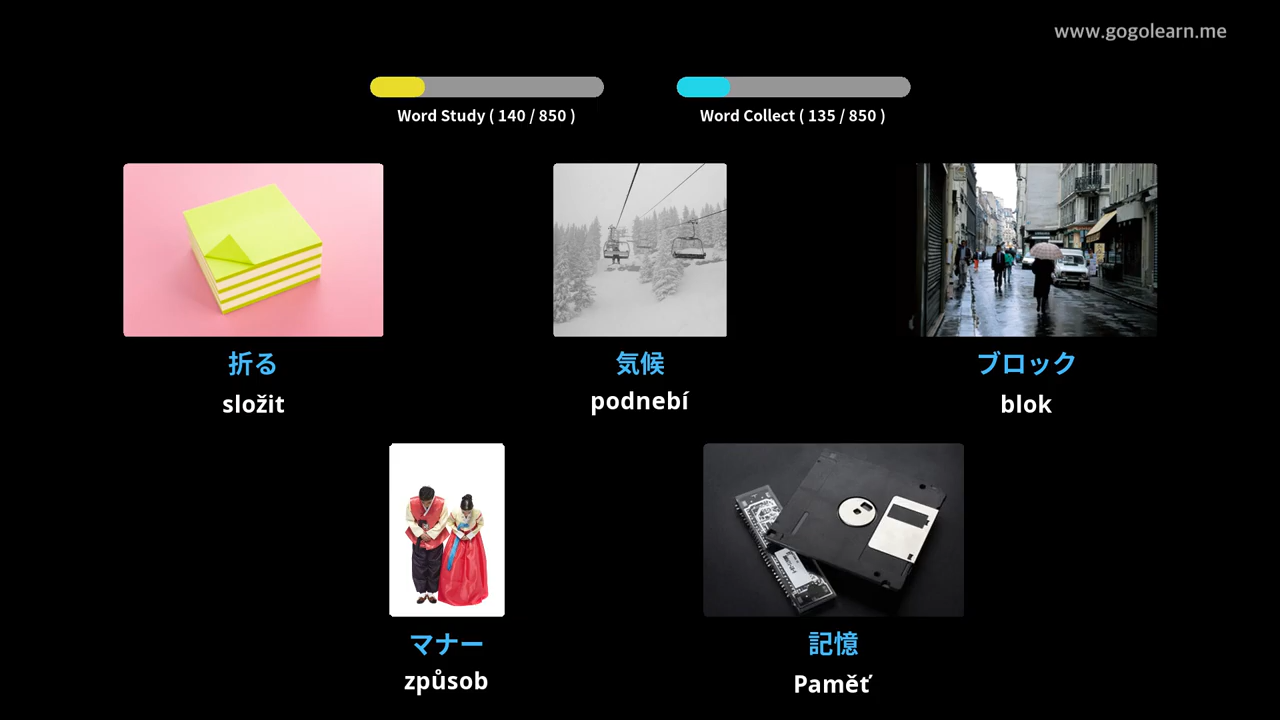 www.gogolearn.me
Word Study ( 140 / 850 )
Word Collect ( 135 / 850 )
折る
složit
気候
podnebí
ブロック
blok
マナー
způsob
記憶
Paměť